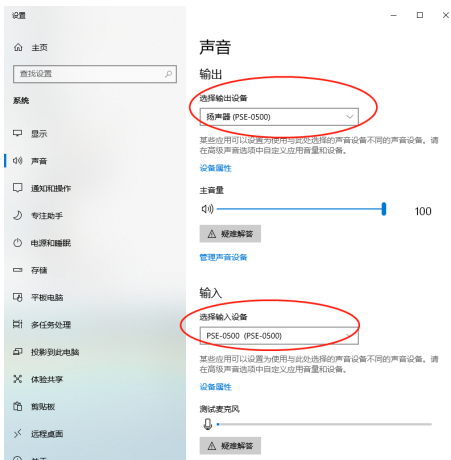 设置
主页
查找设置
系统
显示
声音
通知和操作
专注助手
电源和睡眠
存储
平板电脑
多任务处理
投影到此电脑
体验共享
剪贴板
远程桌面
关于
声音
输出
选择输出设备
扬声器 (PSE-0500)
某些应用可以设置为使用与此处选择的声音设备不同的声音设备。请
在高级声音选项中自定义应用音量和设备。
设备属性
主音量
100
疑难解答
管理声音设备
输入
选择输入设备
PSE-0500 (PSE-0500)
某些应用可以设置为使用与此处选择的声音设备不同的声音设备。请
在高级声音选项中自定义应用音量和设备。
设备属性
测试麦克风
疑难解答